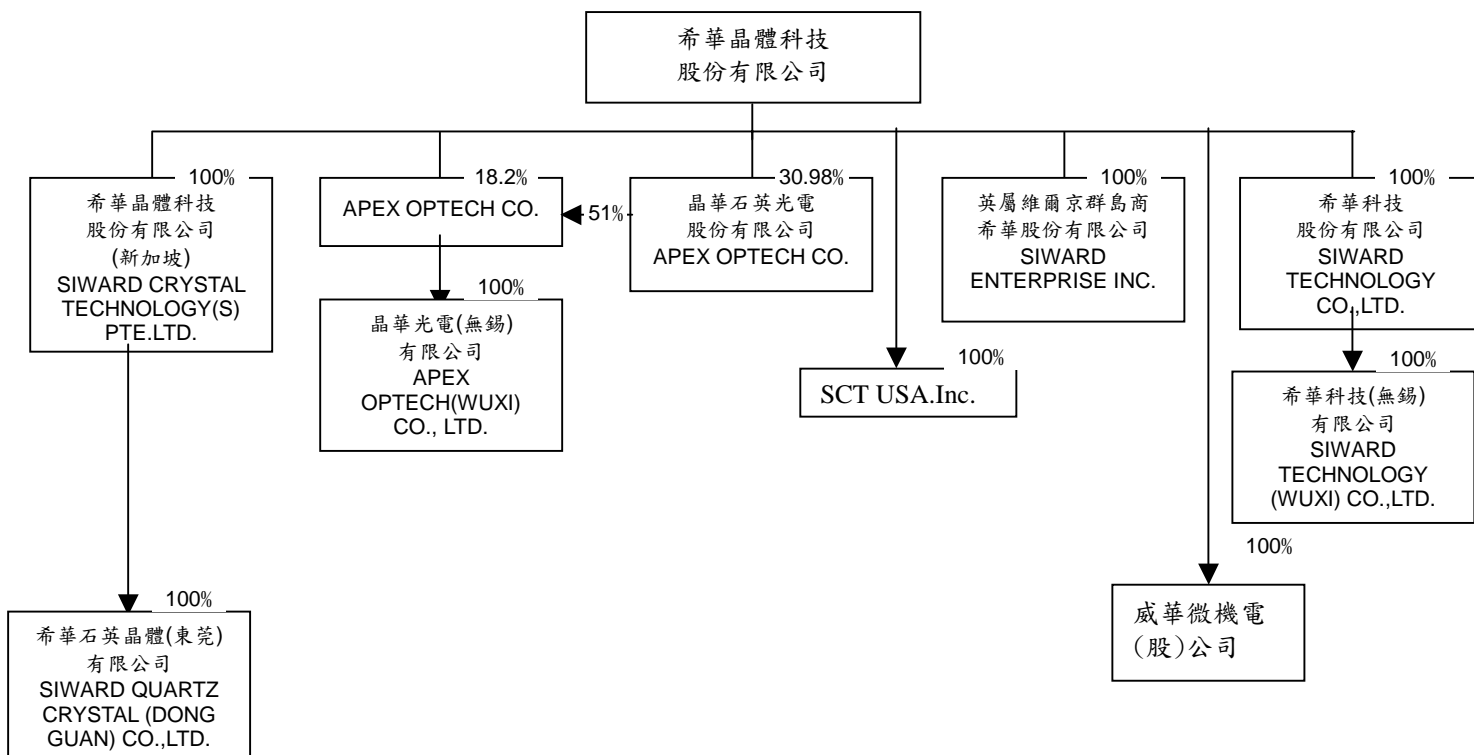 希華晶體科技
股份有限公司
100%
希華晶體科技
股份有限公司
(新加坡)
SIWARD CRYSTAL
TECHNOLOGY(S)
PTE.LTD.
18.2%
APEX OPTECH CO.
51%
30.98%
晶華石英光電
股份有限公司
APEX OPTECH CO.
100%
英屬維爾京群島商
希華股份有限公司
SIWARD
ENTERPRISE INC.
100%
希華科技
股份有限公司
SIWARD
TECHNOLOGY
CO.,LTD.
100%
晶華光電(無錫)
有限公司
APEX
OPTECH(WUXI)
CO., LTD.
100%
SCT USA.Inc.
100%
希華科技(無錫)
有限公司
SIWARD
TECHNOLOGY
(WUXI) CO.,LTD.
100%
威華微機電
(股)公司
100%
希華石英晶體(東莞)
有限公司
SIWARD QUARTZ
CRYSTAL (DONG
GUAN) CO.,LTD.